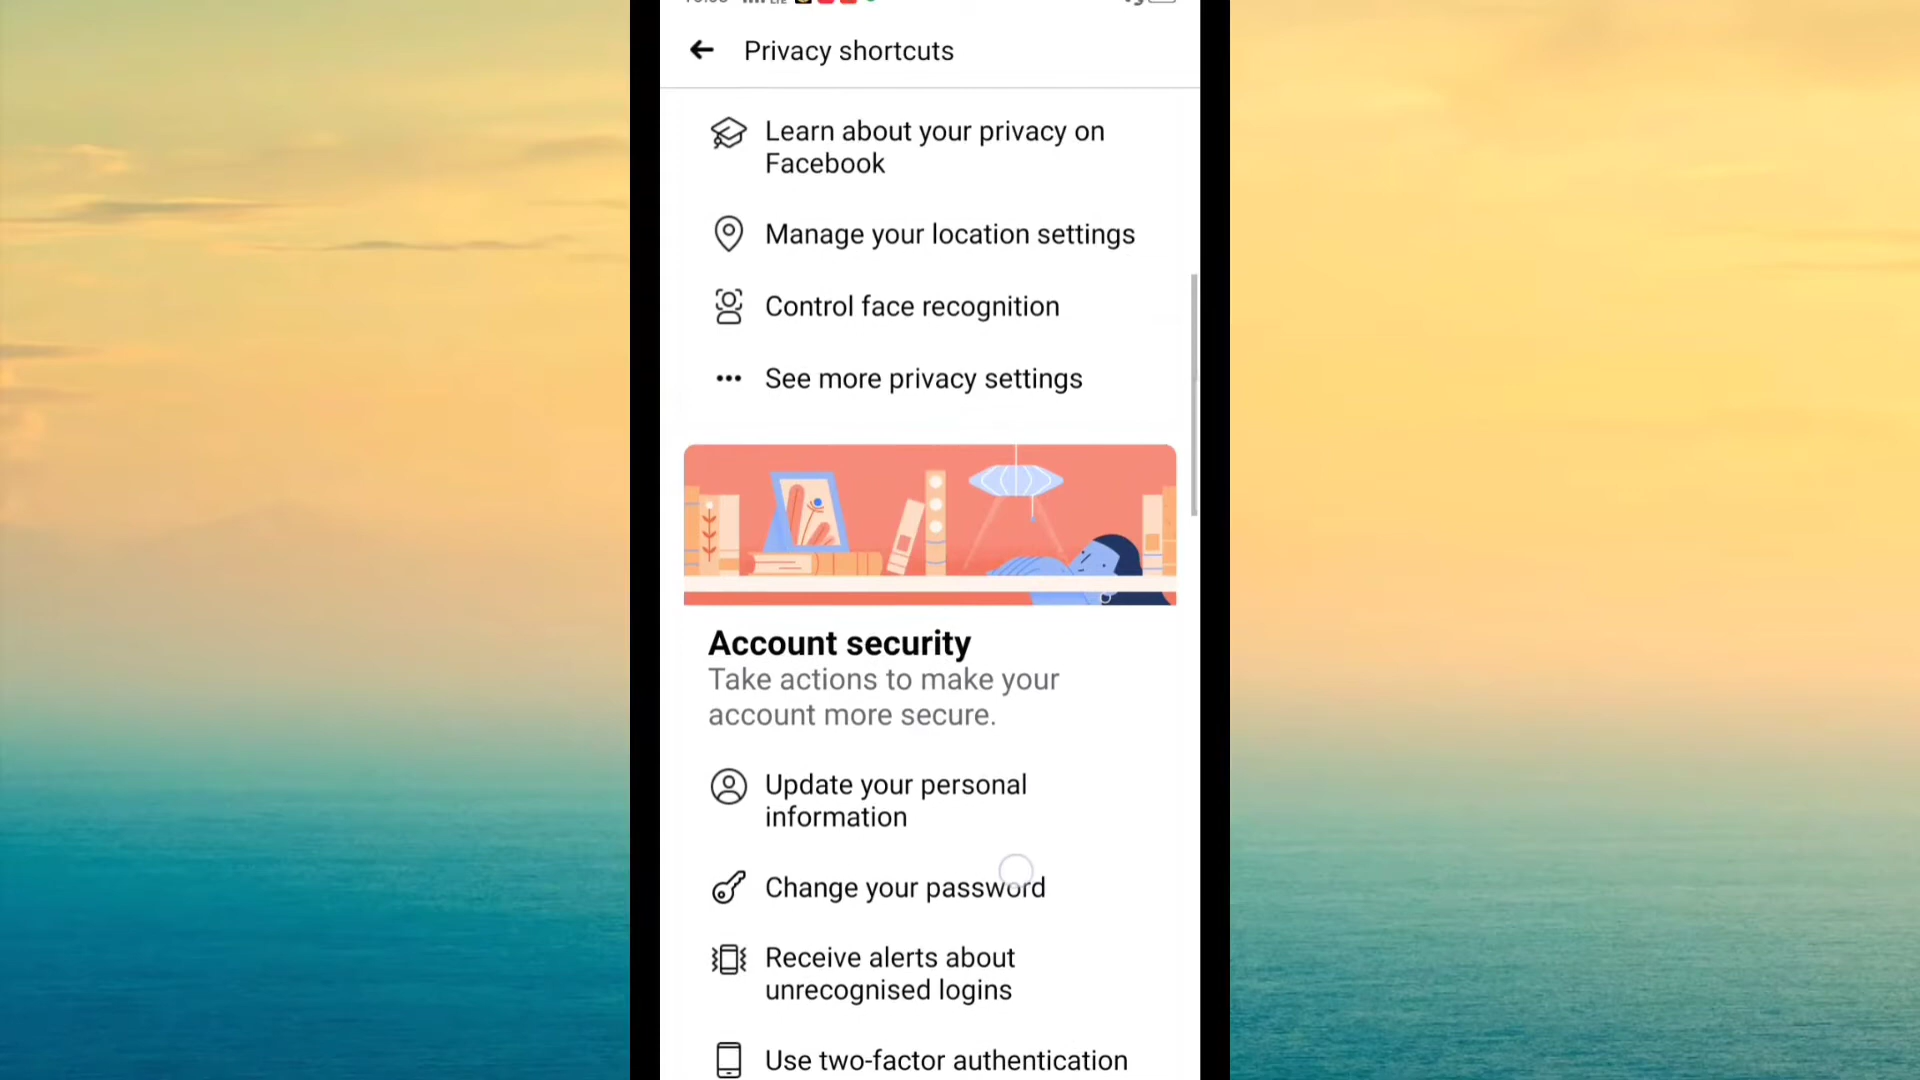 Privacy shortcuts
Learn about your privacy on
Facebook
Manage your location settings
Control face recognition
See more privacy settings
Account security
Take actions to make your
account more secure.
Update your personal
information
Change your password
Receive alerts about
unrecognised logins
Use two-factor authentication